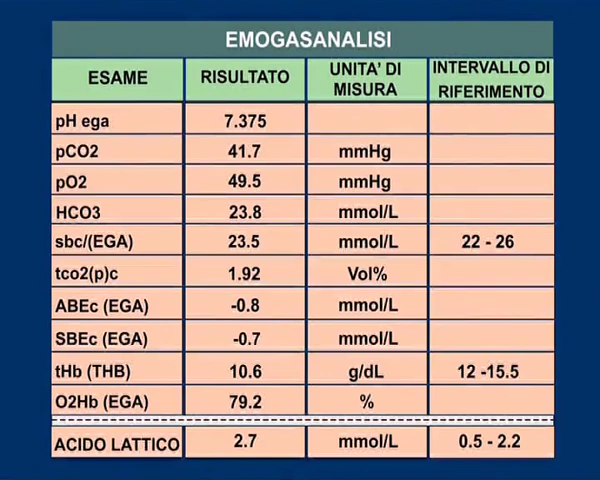 EMOGASANALISI
ESAME RISULTATO UNITA' DI MISURA INTERVALLO DI RIFERIMENTO
pH ega 7.375
pCO2 41.7 mmHg
pO2 49.5 mmHg
HCO3 23.8 mmol/L
sbc/(EGA) 23.5 mmol/L 22 - 26
tco2(p)c 1.92 Vol%
ABEc (EGA) -0.8 mmol/L
SBEc (EGA) -0.7 mmol/L
tHb (THB) 10.6 g/dL 12 -15.5
O2Hb (EGA) 79.2 %
ACIDO LATTICO 2.7 mmol/L 0.5 - 2.2